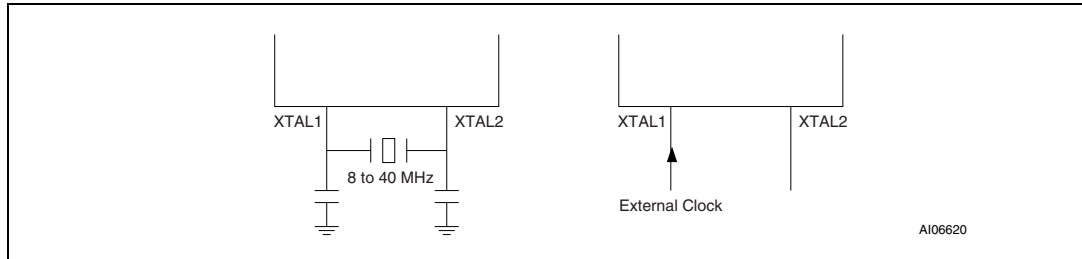 XTAL1 XTAL2 XTAL1 XTAL2
8 to 40 MHz
External Clock
AI06620